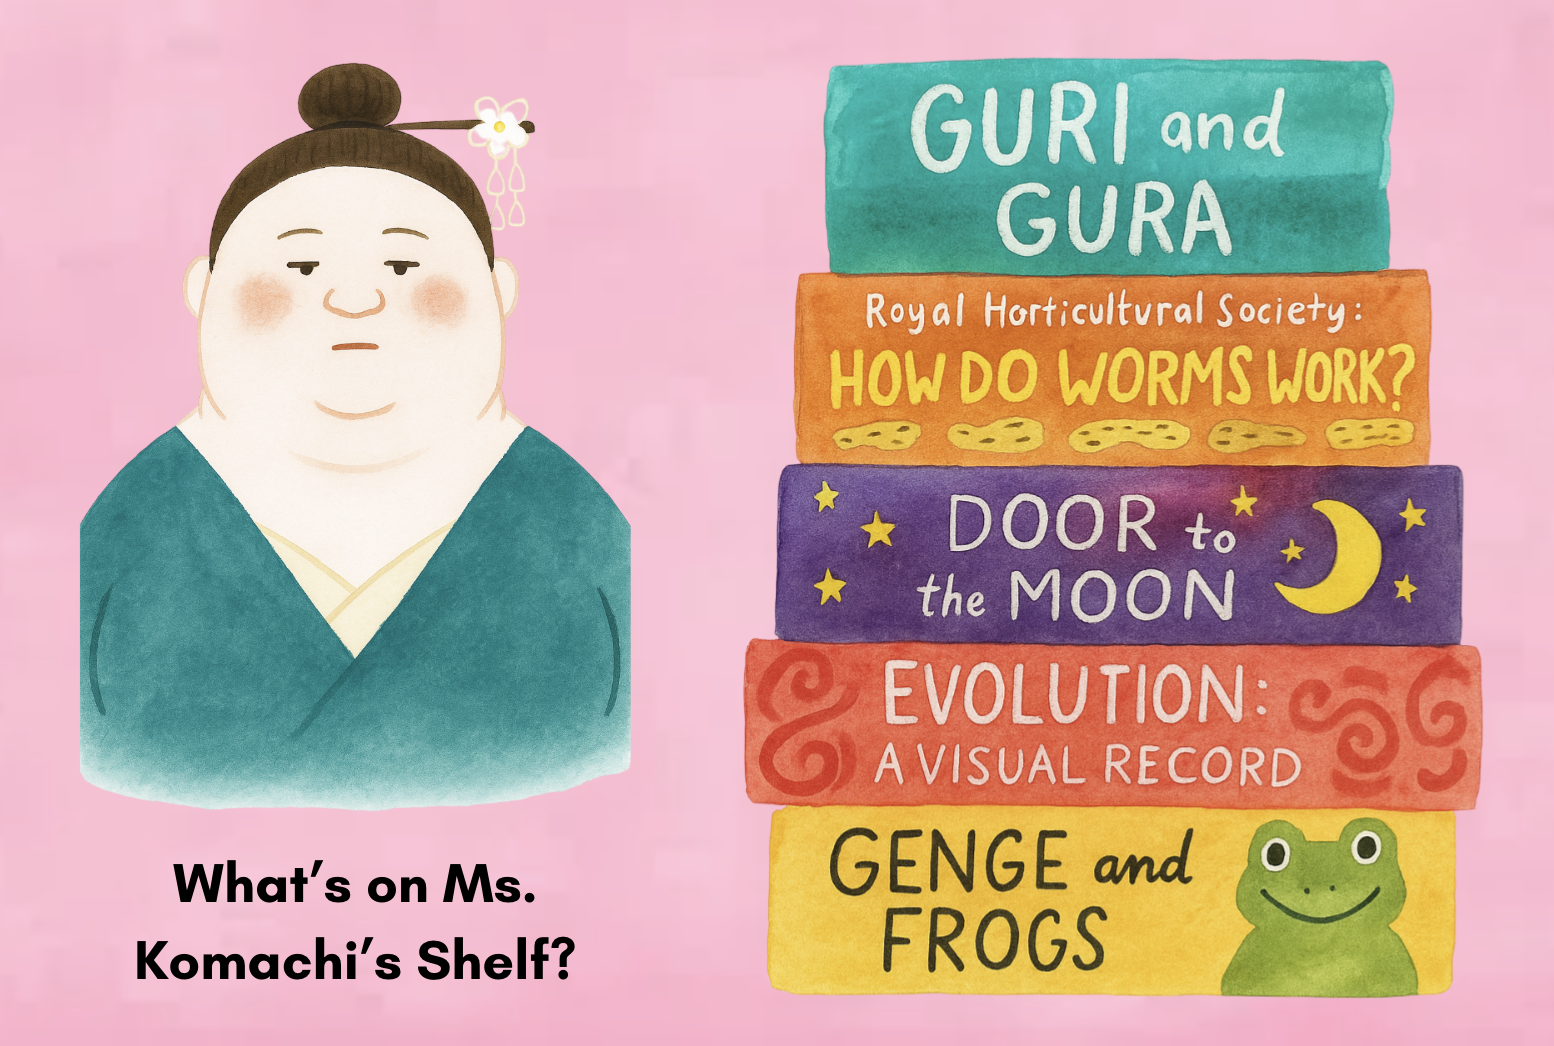 What’s on Ms.
Komachi’s Shelf?
GURI and
GURA
Royal Horticultural Society:
HOW DO WORMS WORK?
DOOR to
the MOON
EVOLUTION:
A VISUAL RECORD
GENGE and
FROGS